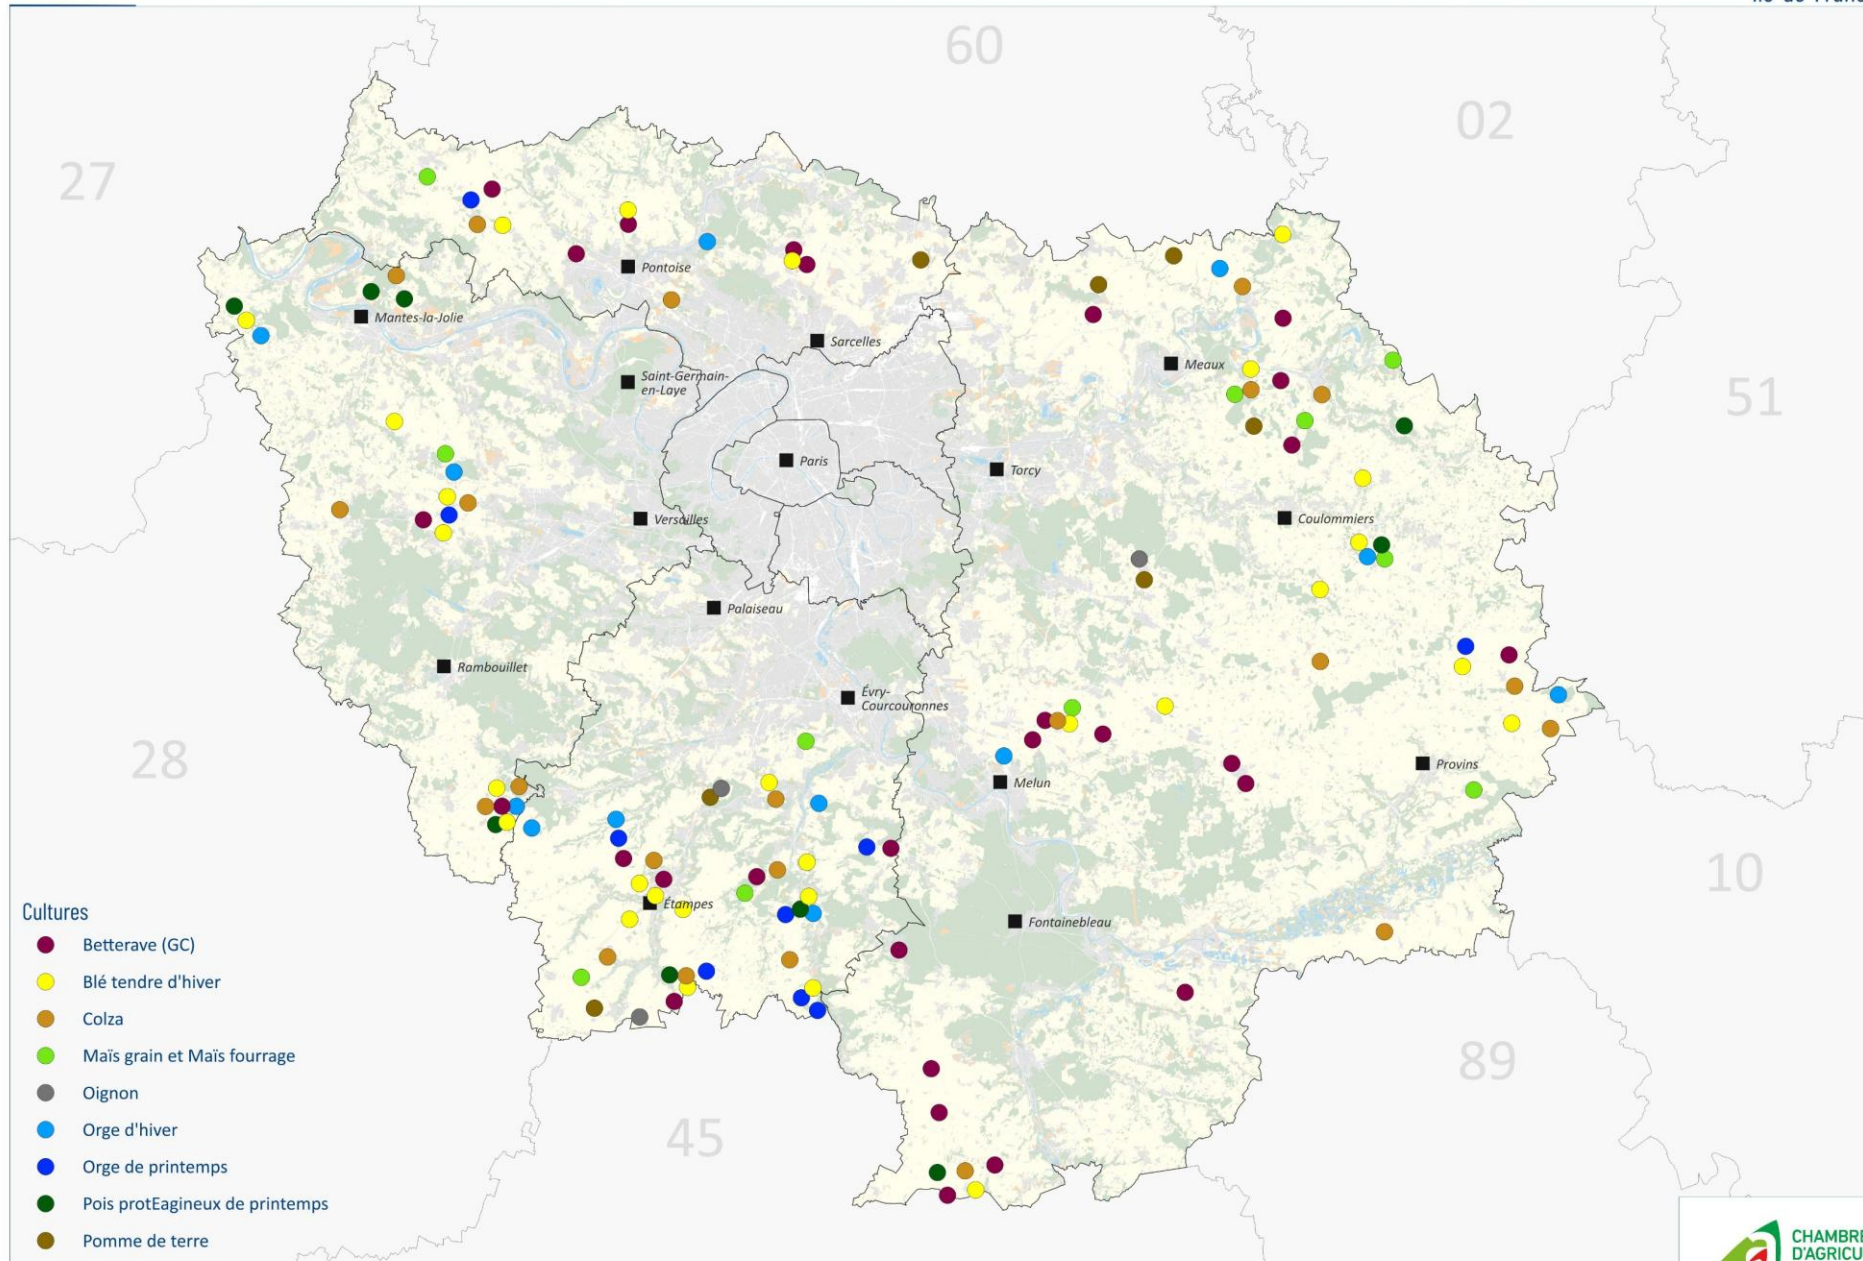 60
02
27
Pontoise
Mantes-la-Jolie
Sarcelles
Meaux
Saint-Germain-
en-Laye
51
Paris
Torcy
Versailles
Coulommiers
Palaiseau
Rambouillet
Évry-
Courcouronnes
28
Provins
Melun
10
Étampes
Fontainebleau
Cultures
Betterave (GC)
Blé tendre d'hiver
Colza
Maïs grain et Maïs fourrage
Oignon
Orge d'hiver
Orge de printemps
Pois protEagineux de printemps
Pomme de terre
89
45
CHAMBRE
D'AGRICU